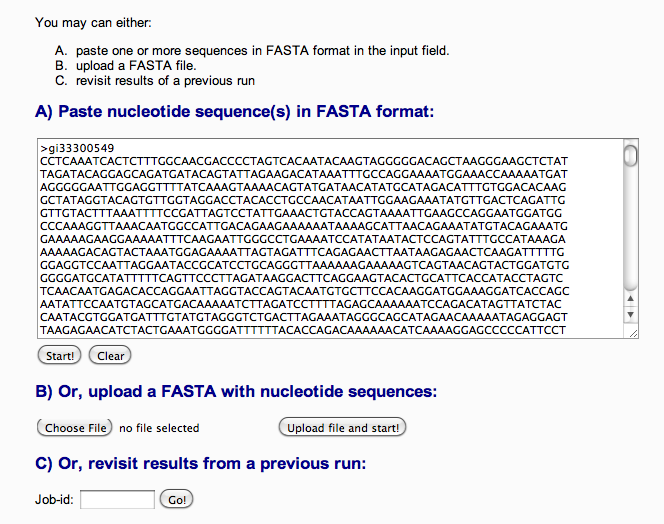 You may can either:
A. paste one or more sequences in FASTA format in the input field.
B. upload a FASTA file.
C. revisit results of a previous run
A) Paste nucleotide sequence(s) in FASTA format:
>gi33300549
CCTCAAATCACTCTTTGGCAACGACCCCTAGTCACAATACAAGTAGGGGGACAGCTAAGGGAAGCTCTAT
TAGATACAGGAGCAGATGATACAGTATTAGAAGACATAAATTTGCCAGGAAAATGGAAACCAAAAATGAT
AGGGGGAATTGGAGGTTTTATCAAAGTAAAACAGTATGATAACATATGCATAGACATTTGTGGACACAAG
GCTATAGGTACAGTGTTGGTAGGACCTACACCTGCCAACATAATTGGAAGAAATATGTTGACTCAGATTG
GTTGTACTTTAAATTTTCCGATTAGTCCTATTGAAACTGTACCAGTAAAATTGAAGCCAGGAATGGATGG
CCCAAAGGTTAAACAATGGCCATTGACAGAAGAAAAAATAAAAGCATTAACAGAAATATGTACAGAAATG
GAAAAAGAAGGAAAAATTTCAAGAATTGGGCCTGAAAATCCATATAATACTCCAGTATTTGCCATAAAGA
AAAAAGACAGTACTAAATGGAGAAAATTAGTAGATTTCAGAGAACTTAATAAGAGAACTCAAGATTTTTG
GGAGGTCCAATTAGGAATACCGCATCCTGCAGGGTTAAAAAAGAAAAAGTCAGTAACAGTACTGGATGTG
GGGGATGCATATTTTTCAGTTCCCTTAGATAAGGACTTCAGGAAGTACACTGCATTCACCATACCTAGTC
TCAACAATGAGACACCAGGAATTAGGTACCAGTACAATGTGCTTCCACAAGGATGGAAAGGATCACCAGC
AATATTCCAATGTAGCATGACAAAAATCTTAGATCCTTTTAGAGCAAAAAATCCAGACATAGTTATCTAC
CAATACGTGGATGATTTGTATGTAGGGTCTGACTTAGAAATAGGGCAGCATAGAACAAAAATAGAGGAGT
TAAGAGAACATCTACTGAAATGGGGATTTTTTACACCAGACAAAAAACATCAAAAGGAGCCCCCATTCCT
Start! Clear
B) Or, upload a FASTA with nucleotide sequences:
Choose File no file selected Upload file and start!
C) Or, revisit results from a previous run:
Job-id: Go!